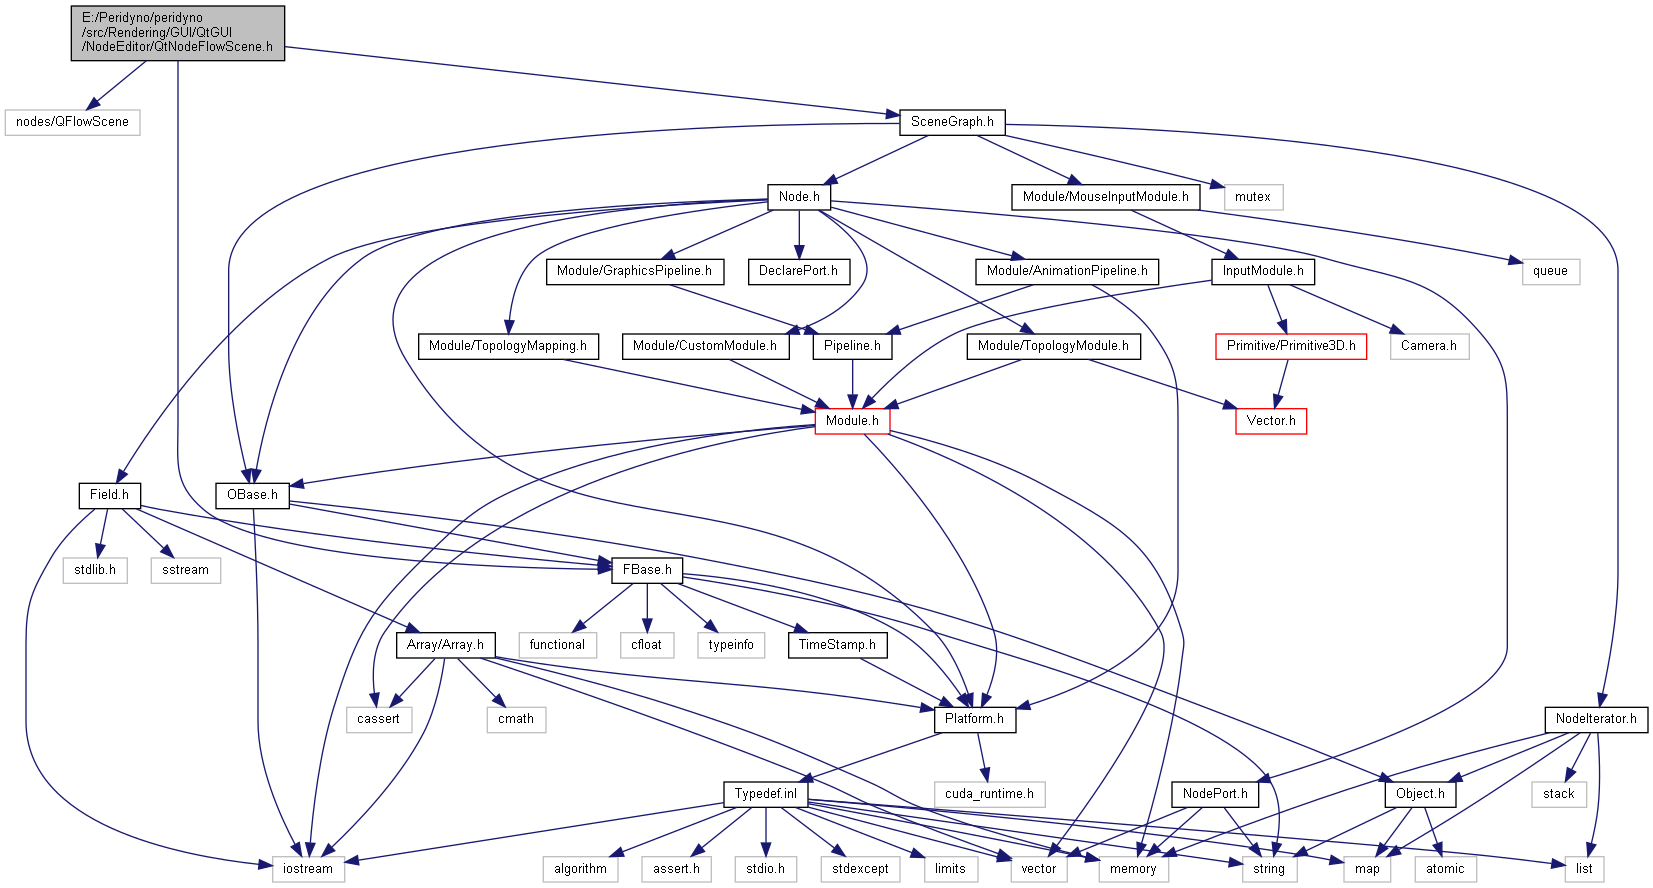 E:/Peridyno/peridyno
/src/Rendering/GUI/QtGUI
/NodeEditor/QtNodeFlowScene.h
nodes/QFlowScene
SceneGraph.h
Node.h
Module/MouseInputModule.h
mutex
Module/GraphicsPipeline.h
DeclarePort.h
Module/AnimationPipeline.h
InputModule.h
queue
Module/TopologyMapping.h
Module/CustomModule.h
Pipeline.h
Module/TopologyModule.h
Primitive/Primitive3D.h
Camera.h
Module.h
Vector.h
Field.h
OBase.h
stdlib.h
sstream
FBase.h
Array/Array.h
functional
cfloat
typeinfo
TimeStamp.h
cassert
cmath
Platform.h
NodeIterator.h
Typedef.inl
cuda_runtime.h
NodePort.h
Object.h
stack
iostream
algorithm
assert.h
stdio.h
stdexcept
limits
vector
memory
string
map
atomic
list